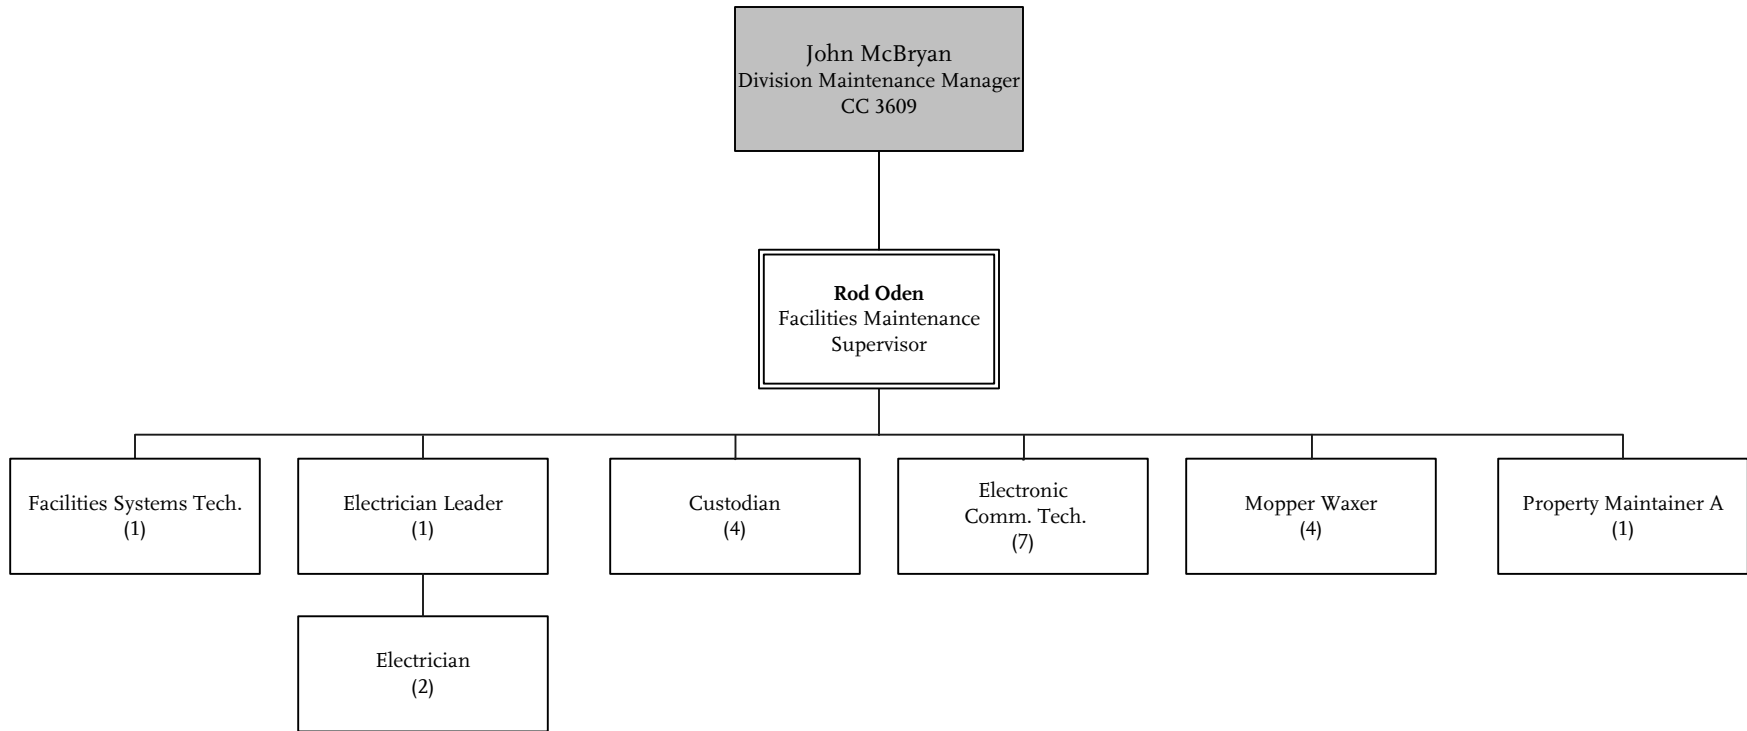 John McBryan
Division Maintenance Manager
CC 3609
Rod Oden
Facilities Maintenance
Supervisor
Facilities Systems Tech.
(1)
Electrician Leader
(1)
Custodian
(4)
Electronic
Comm. Tech.
(7)
Mopper Waxer
(4)
Property Maintainer A
(1)
Electrician
(2)